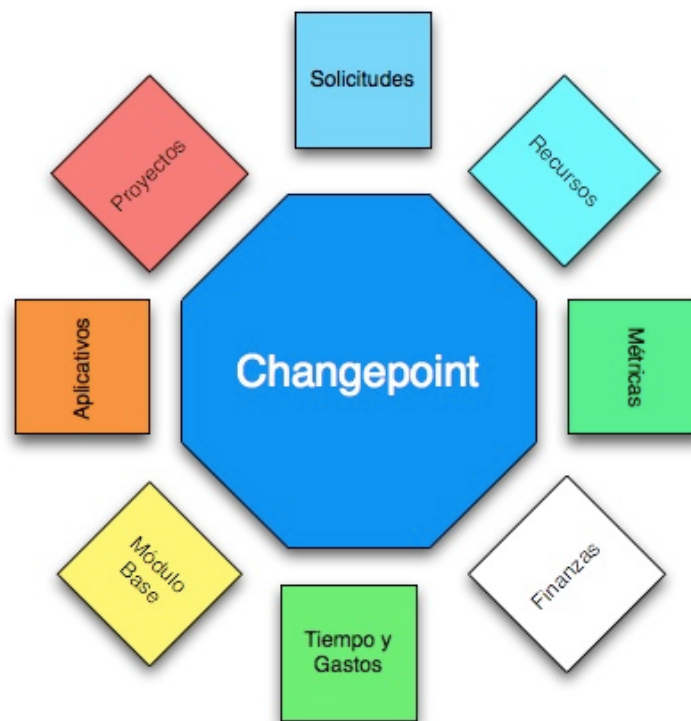 Solicitudes
Proyectos
Recursos
Aplicativos
Changepoint
Métricas
Módulo
Base
Finanzas
Tiempo y
Gastos